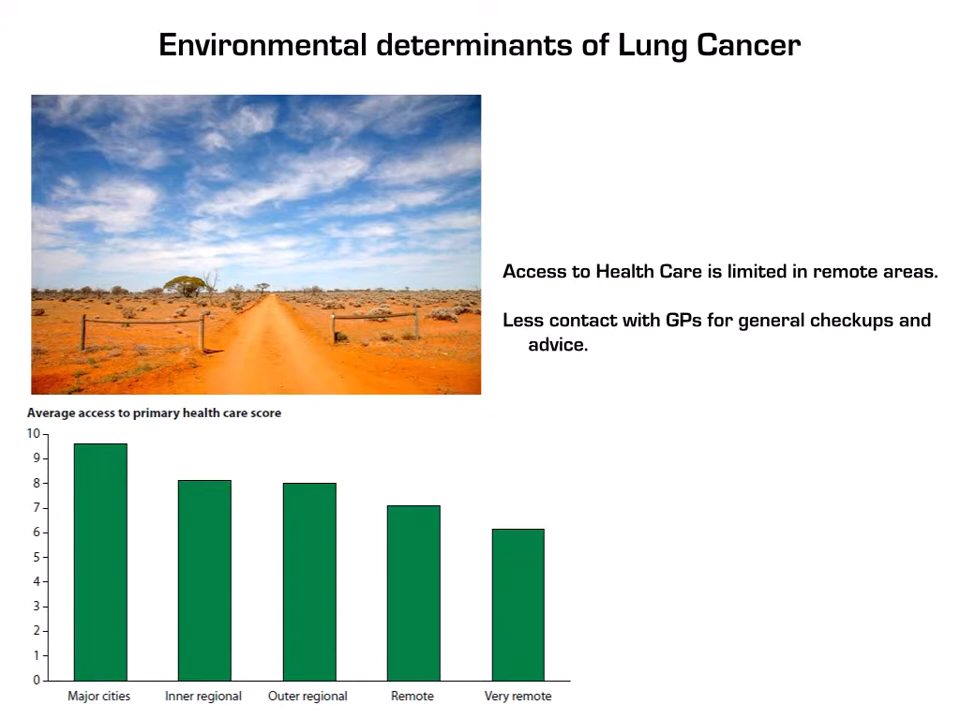 Environmental determinants of Lung Cancer
Access to Health Care is limited in remote areas.
Less contact with GPs for general checkups and
advice.
Average access to primary health care score
10
9
8
7
6
5
4
3
2
1
0
Major cities Inner regional Outer regional Remote Very remote